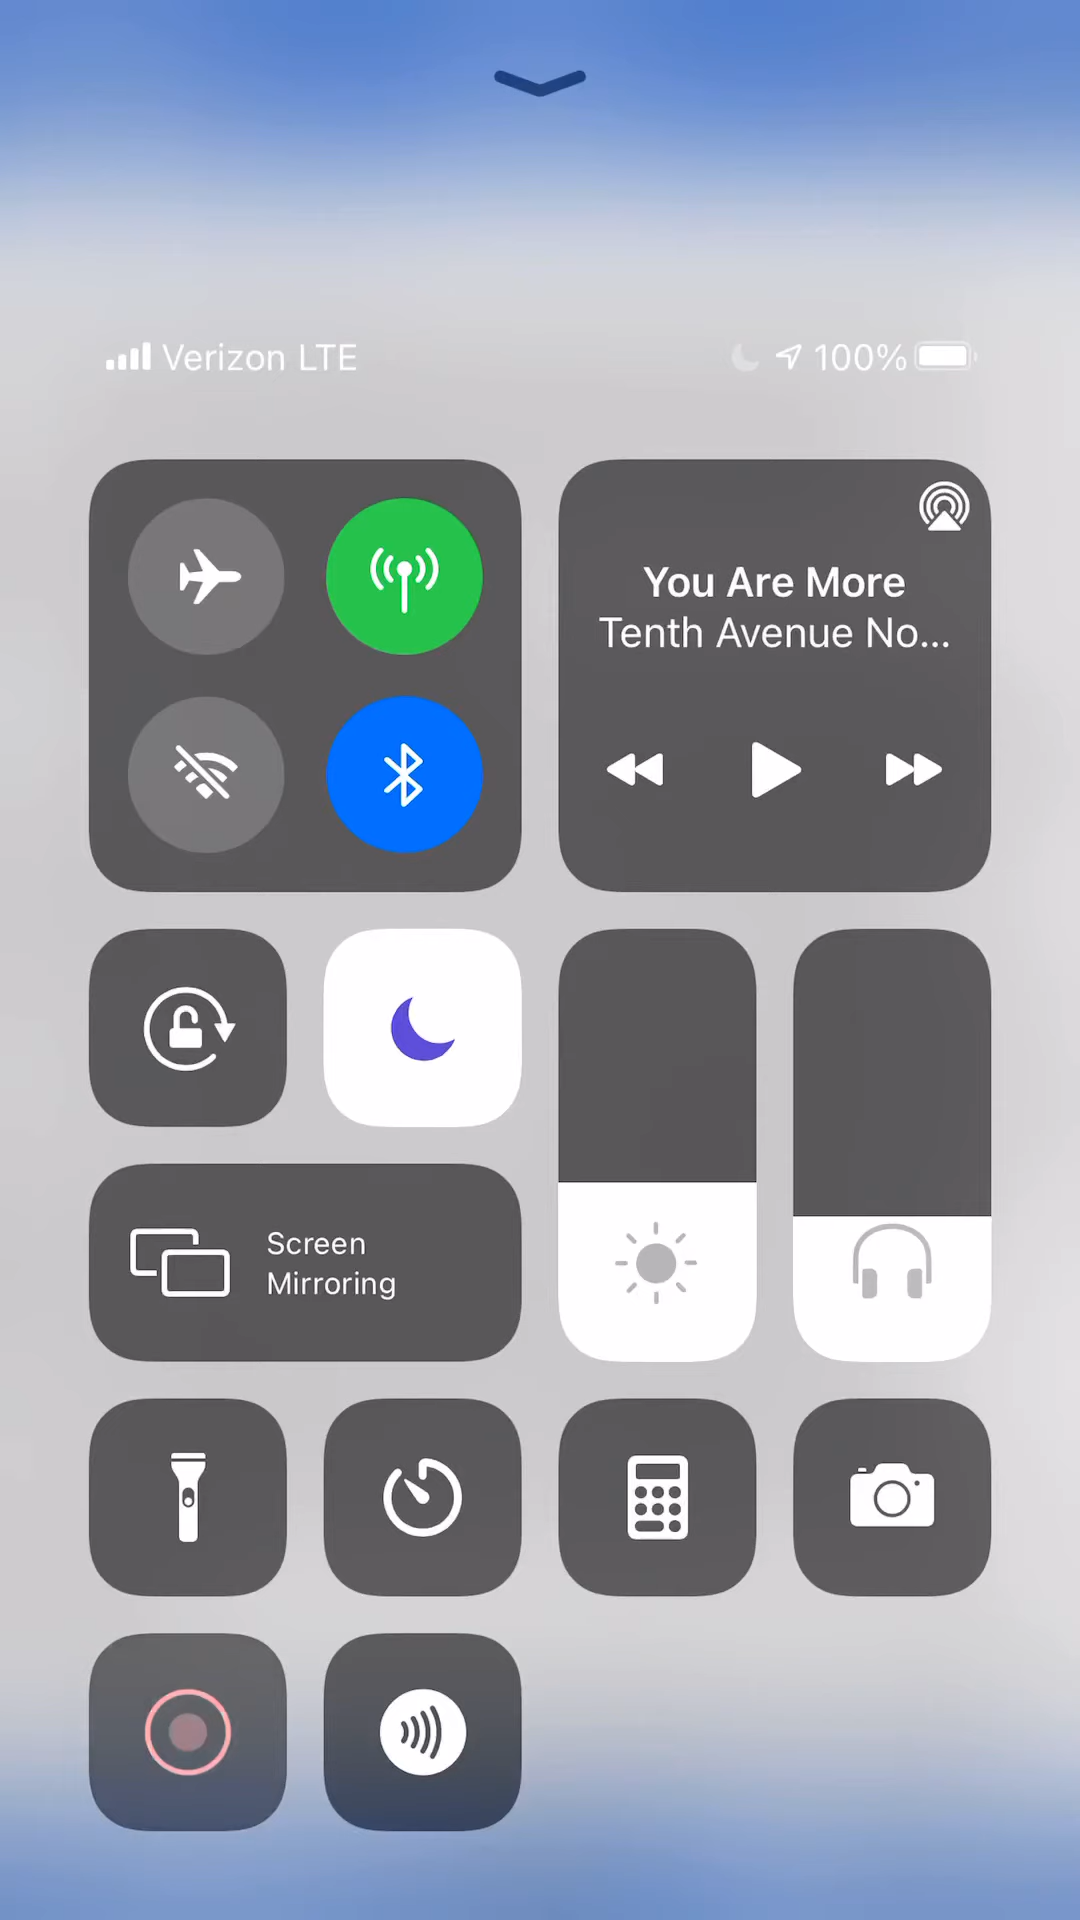 Verizon LTE
100%
You Are More
Tenth Avenue No...
Screen
Mirroring